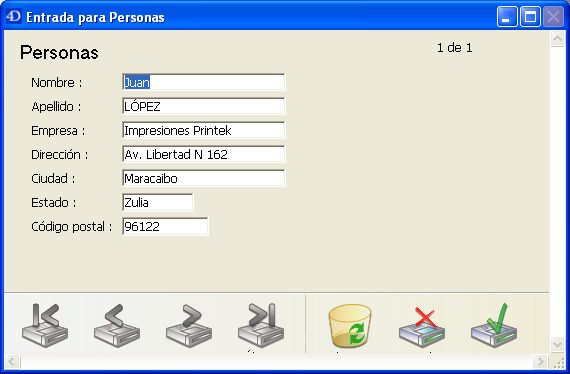 4D Entrada para Personas
Personas
1 de 1
Nombre : Juan
Apellido : LÓPEZ
Empresa : Impresiones Printek
Dirección : Av. Libertad N 162
Ciudad : Maracaibo
Estado : Zulia
Código postal : 96122